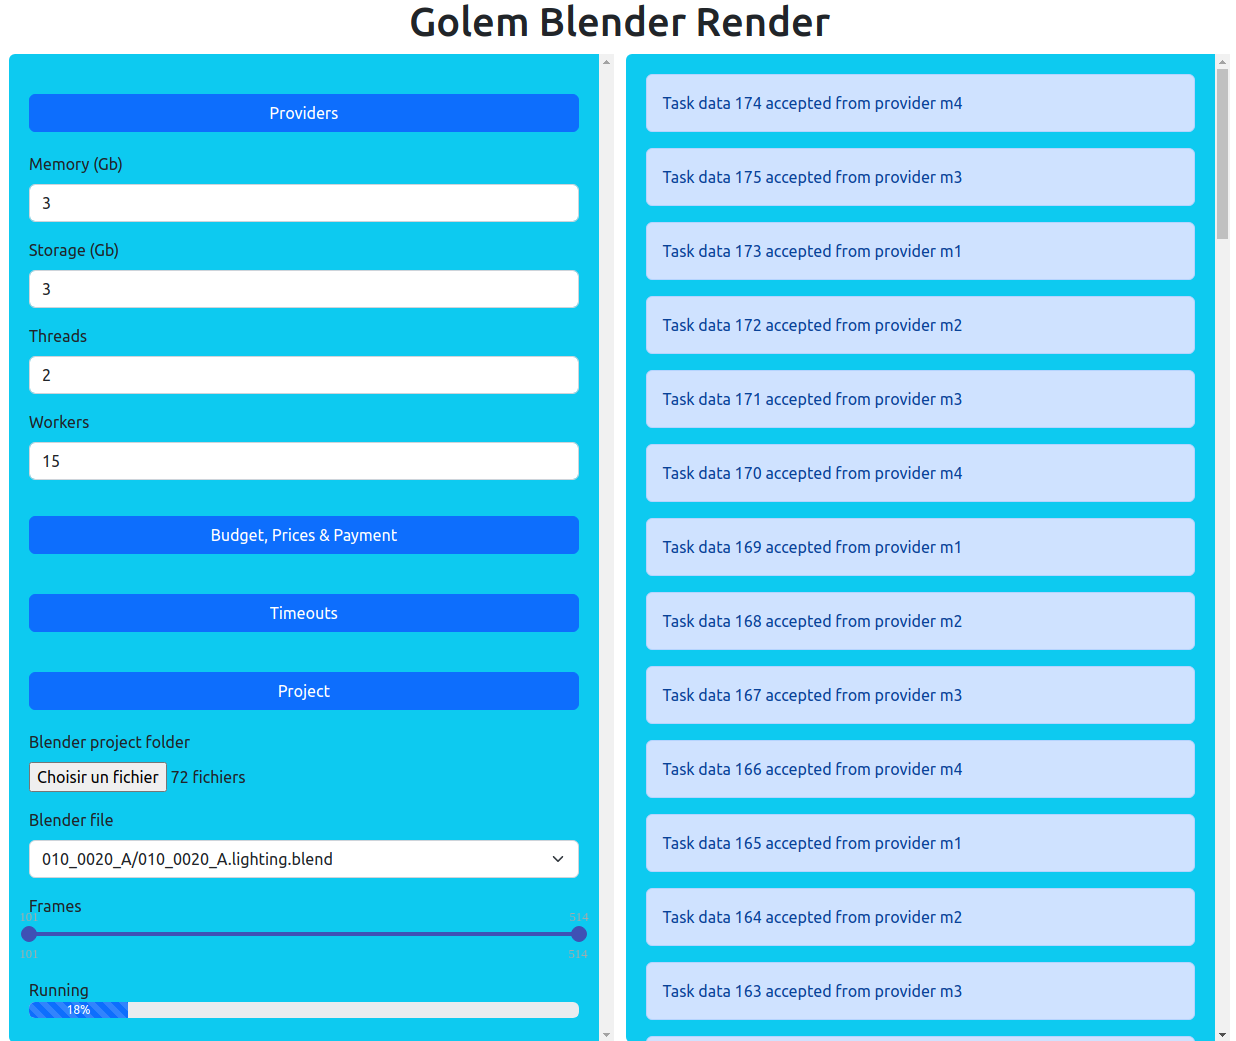 Golem Blender Render
Providers
Memory (Gb)
3
Storage (Gb)
3
Threads
2
Workers
15
Budget, Prices & Payment
Timeouts
Project
Blender project folder
Choisir un fichier 72 fichiers
Blender file
010_0020_A/010_0020_A.lighting.blend
Frames
101 514
101 514
Running
18%
Task data 174 accepted from provider m4
Task data 175 accepted from provider m3
Task data 173 accepted from provider m1
Task data 172 accepted from provider m2
Task data 171 accepted from provider m3
Task data 170 accepted from provider m4
Task data 169 accepted from provider m1
Task data 168 accepted from provider m2
Task data 167 accepted from provider m3
Task data 166 accepted from provider m4
Task data 165 accepted from provider m1
Task data 164 accepted from provider m2
Task data 163 accepted from provider m3